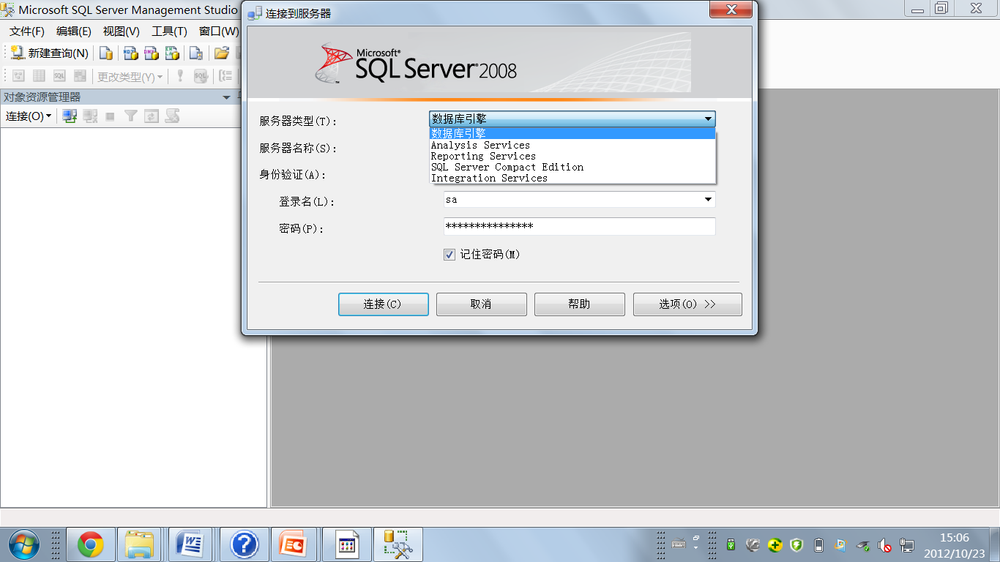 Microsoft SQL Server Management Studio
文件(F) 编辑(E) 视图(V) 工具(T) 窗口(W)
新建查询(N)
更改类型(Y)
对象资源管理器
连接(O)
连接到服务器
Microsoft®
SQL Server® 2008
服务器类型(T):
数据库引擎
数据库引擎
Analysis Services
Reporting Services
SQL Server Compact Edition
Integration Services
服务器名称(S):
身份验证(A):
登录名(L):
sa
密码(P):
***************
记住密码(M)
连接(C) 取消 帮助 选项(O) >>
15:06
2012/10/23